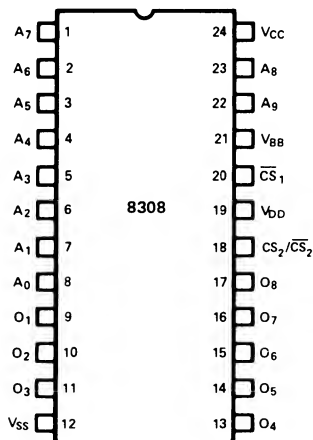 A7 1 24 VCC
A6 2 23 A8
A5 3 22 A9
A4 4 21 VBB
A3 5 20 C̅S̅1
A2 6 8308 19 VDD
A1 7 18 CS2/C̅S̅2
A0 8 17 O8
O1 9 16 O7
O2 10 15 O6
O3 11 14 O5
VSS 12 13 O4